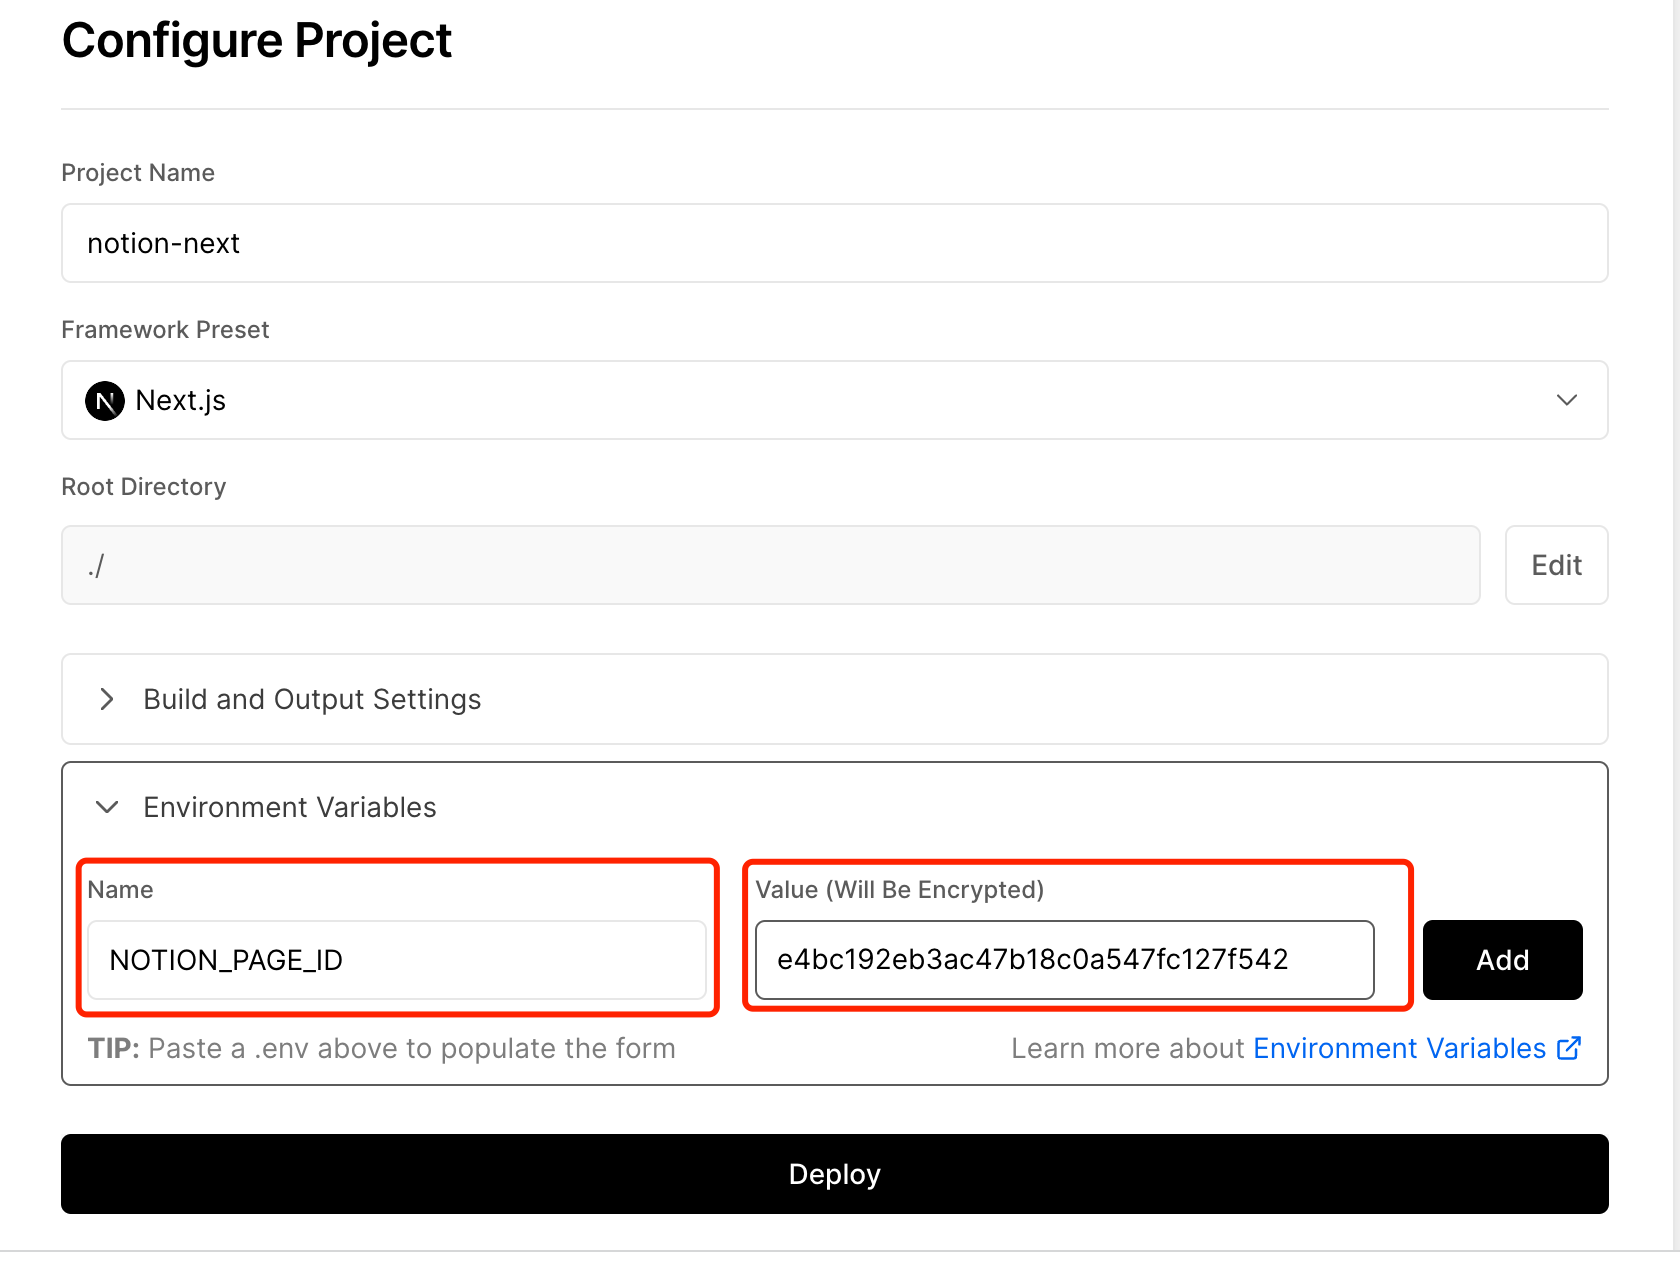 Configure Project
Project Name
notion-next
Framework Preset
N Next.js
Root Directory
./
Edit
Build and Output Settings
Environment Variables
Name
Value (Will Be Encrypted)
NOTION_PAGE_ID
e4bc192eb3ac47b18c0a547fc127f542
Add
TIP: Paste a .env above to populate the form
Learn more about Environment Variables
Deploy